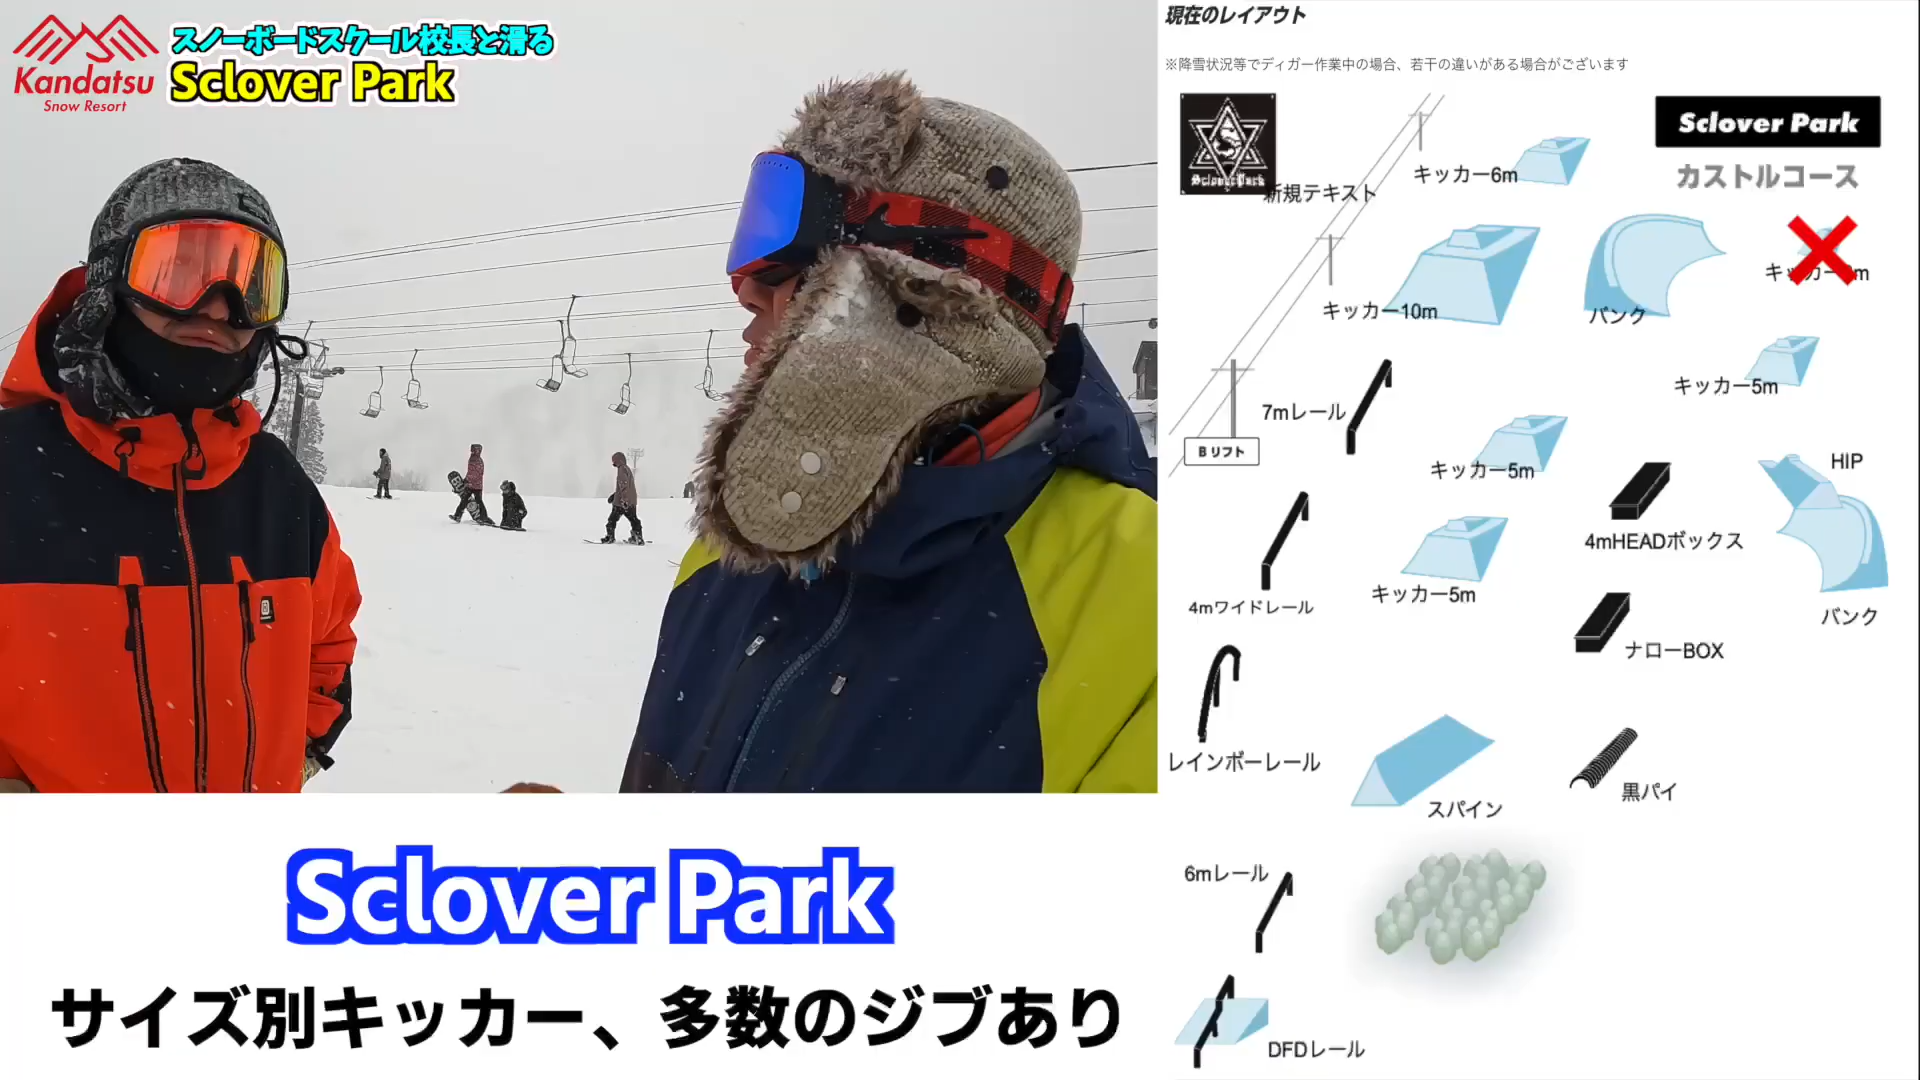 Kandatsu
Snow Resort
スノーボードスクール校長と滑る
Sclover Park
現在のレイアウト
※降雪状況等でディガー作業中の場合、若干の違いがある場合がございます
SclouerPark
新規テキスト
Sclover Park
カストルコース
キッカー6m
キッカー10m
バンク
7mレール
キッカー5m
Bリフト
キッカー5m
HIP
4mHEADボックス
4mワイドレール
キッカー5m
バンク
ナローBOX
レインボーレール
スパイン
黒パイ
6mレール
DFDレール
Sclover Park
サイズ別キッカー、多数のジブあり